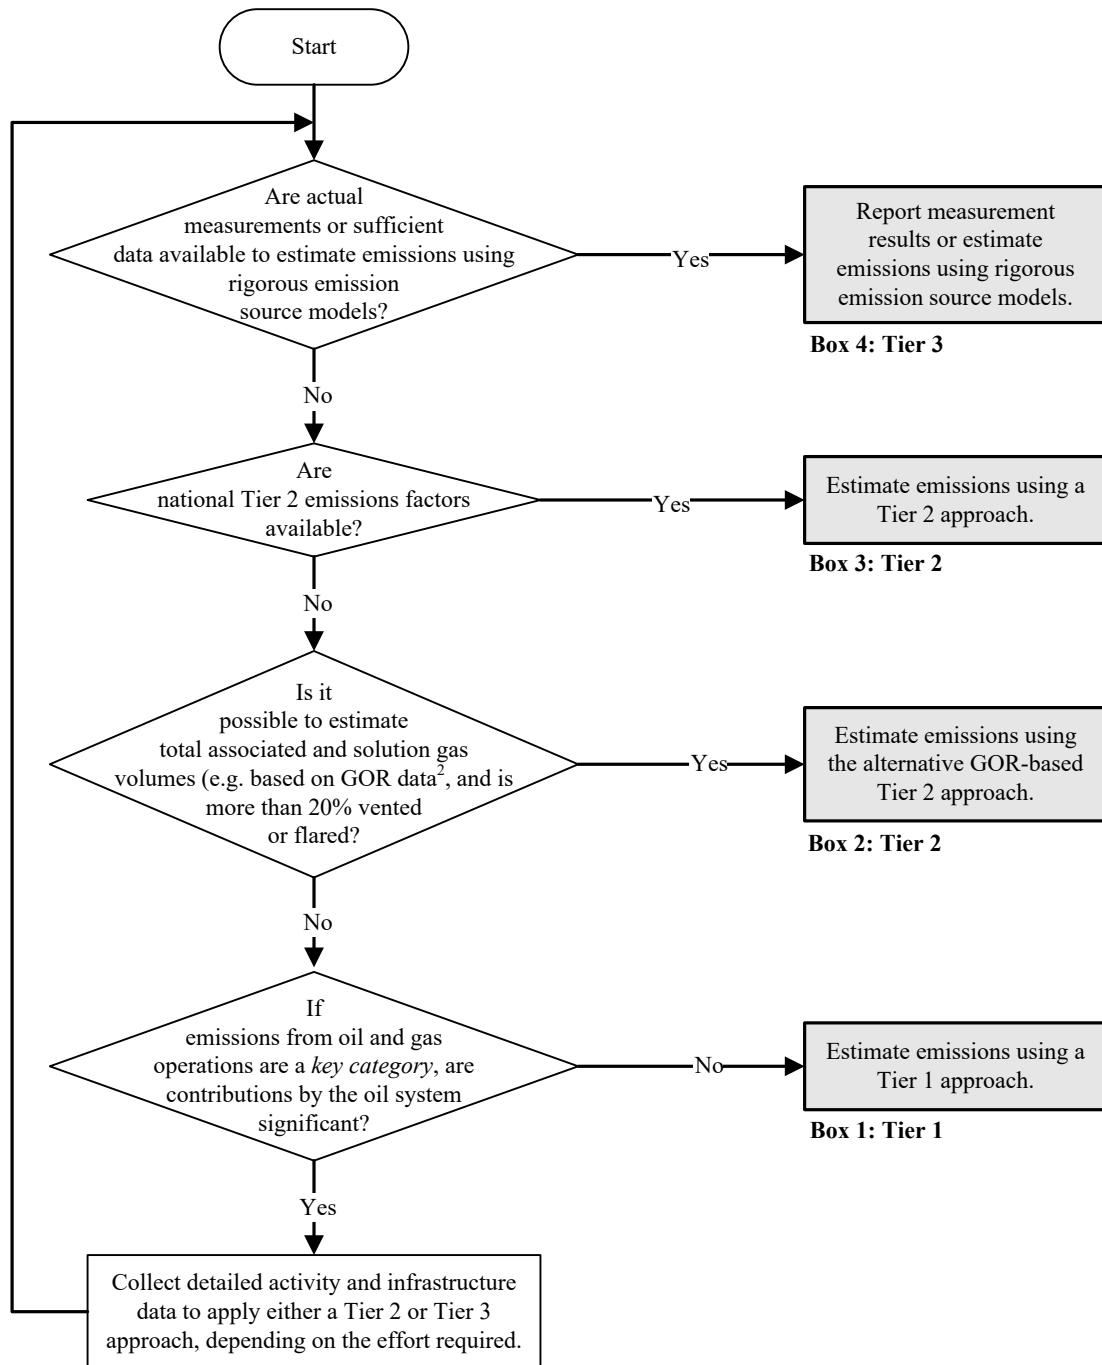 Start
Are actual
measurements or sufficient
data available to estimate emissions using
rigorous emission
source models?
Yes
Report measurement
results or estimate
emissions using rigorous
emission source models.
Box 4: Tier 3
No
Are
national Tier 2 emissions factors
available?
Yes
Estimate emissions using a
Tier 2 approach.
Box 3: Tier 2
No
Is it
possible to estimate
total associated and solution gas
volumes (e.g. based on GOR data², and is
more than 20% vented
or flared?
Yes
Estimate emissions using
the alternative GOR-based
Tier 2 approach.
Box 2: Tier 2
No
If
emissions from oil and gas
operations are a key category, are
contributions by the oil system
significant?
No
Estimate emissions using a
Tier 1 approach.
Box 1: Tier 1
Yes
Collect detailed activity and infrastructure
data to apply either a Tier 2 or Tier 3
approach, depending on the effort required.